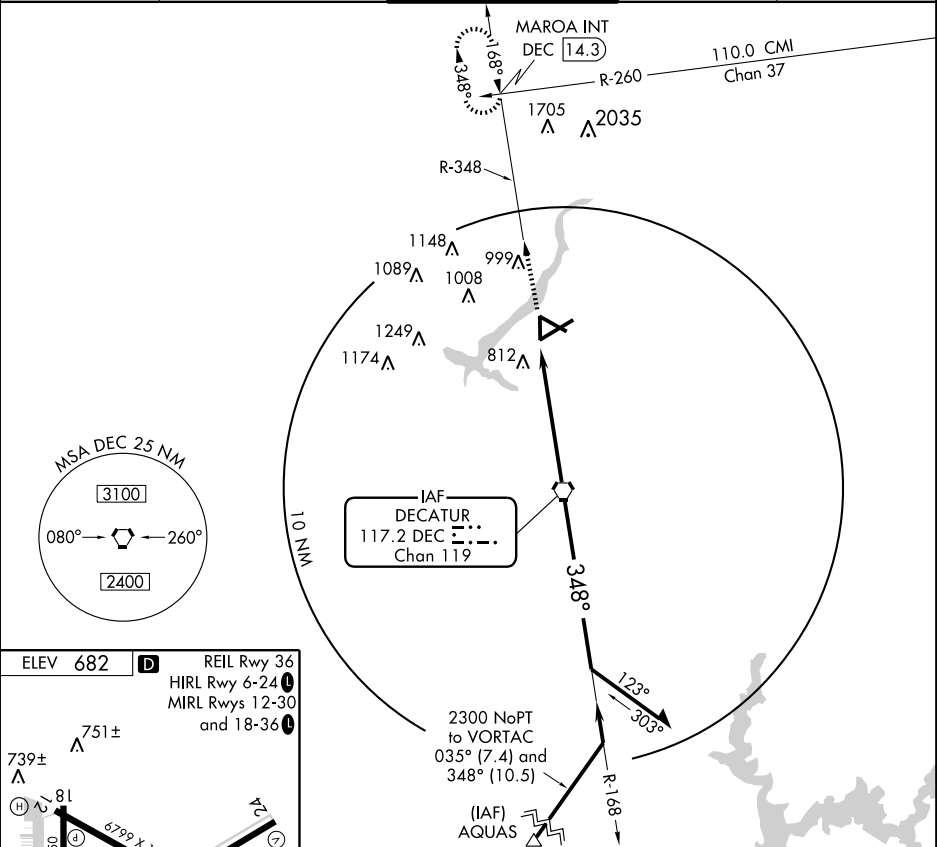 MAROA INT
DEC 14.3
168°
348°
110.0 CMI
R-260
Chan 37
1705
2035
R-348
1148
999
1089
1008
1249
1174
812
MSA DEC 25 NM
3100
080°
260°
2400
IAF
DECATUR
117.2 DEC
Chan 119
10 NM
348°
123°
303°
2300 NoPT
to VORTAC
035° (7.4) and
348° (10.5)
R-168
(IAF)
AQUAS
ELEV 682 D
REIL Rwy 36
HIRL Rwy 6-24 L
MIRL Rwys 12-30
and 18-36 L
751±
739±
H
12
18
24
P
6799 X
V